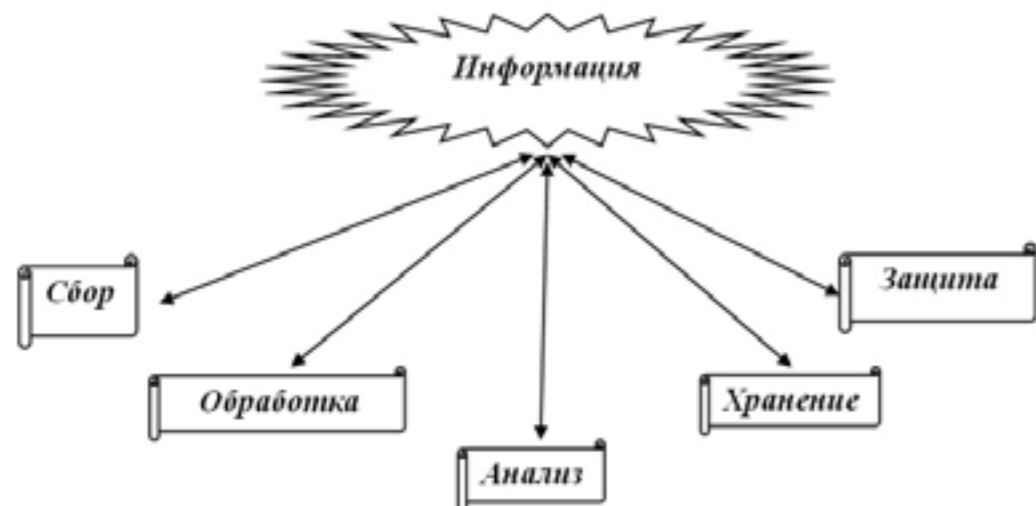 Информация
Сбор
Защита
Обработка
Хранение
Анализ